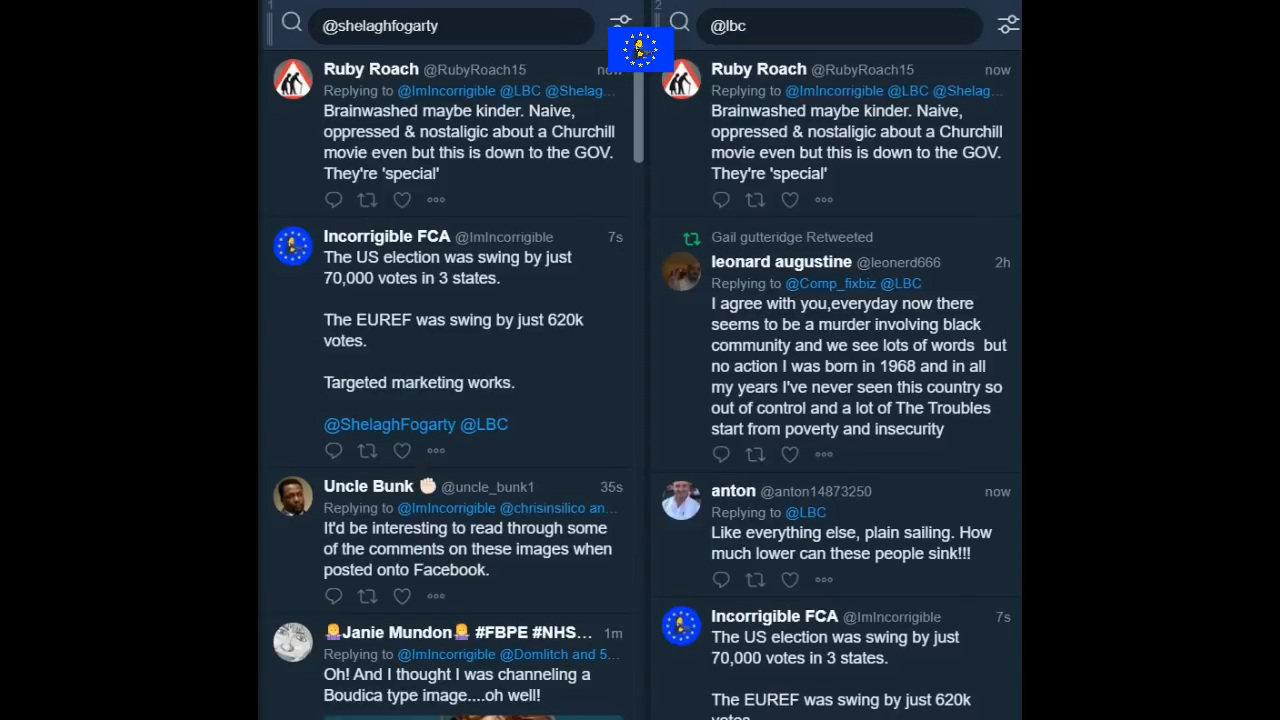 1
@shelaghfogarty
Ruby Roach @RubyRoach15 now
Replying to @ImIncorrigible @LBC @Shelag...
Brainwashed maybe kinder. Naive,
oppressed & nostaligic about a Churchill
movie even but this is down to the GOV.
They're 'special'
Incorrigible FCA @ImIncorrigible 7s
The US election was swing by just
70,000 votes in 3 states.
The EUREF was swing by just 620k
votes.
Targeted marketing works.
@ShelaghFogarty @LBC
Uncle Bunk ✊🏻 @uncle_bunk1 35s
Replying to @ImIncorrigible @chrisinsilico an...
It'd be interesting to read through some
of the comments on these images when
posted onto Facebook.
Janie Mundon #FBPE #NHS... 1m
Replying to @ImIncorrigible @Domlitch and 5...
Oh! And I thought I was channeling a
Boudica type image....oh well!
2
@lbc
Ruby Roach @RubyRoach15 now
Replying to @ImIncorrigible @LBC @Shelag...
Brainwashed maybe kinder. Naive,
oppressed & nostaligic about a Churchill
movie even but this is down to the GOV.
They're 'special'
Gail gutteridge Retweeted
leonard augustine @leonerd666 2h
Replying to @Comp_fixbiz @LBC
I agree with you,everyday now there
seems to be a murder involving black
community and we see lots of words  but
no action I was born in 1968 and in all
my years I've never seen this country so
out of control and a lot of The Troubles
start from poverty and insecurity
anton @anton14873250 now
Replying to @LBC
Like everything else, plain sailing. How
much lower can these people sink!!!
Incorrigible FCA @ImIncorrigible 7s
The US election was swing by just
70,000 votes in 3 states.
The EUREF was swing by just 620k
votes.